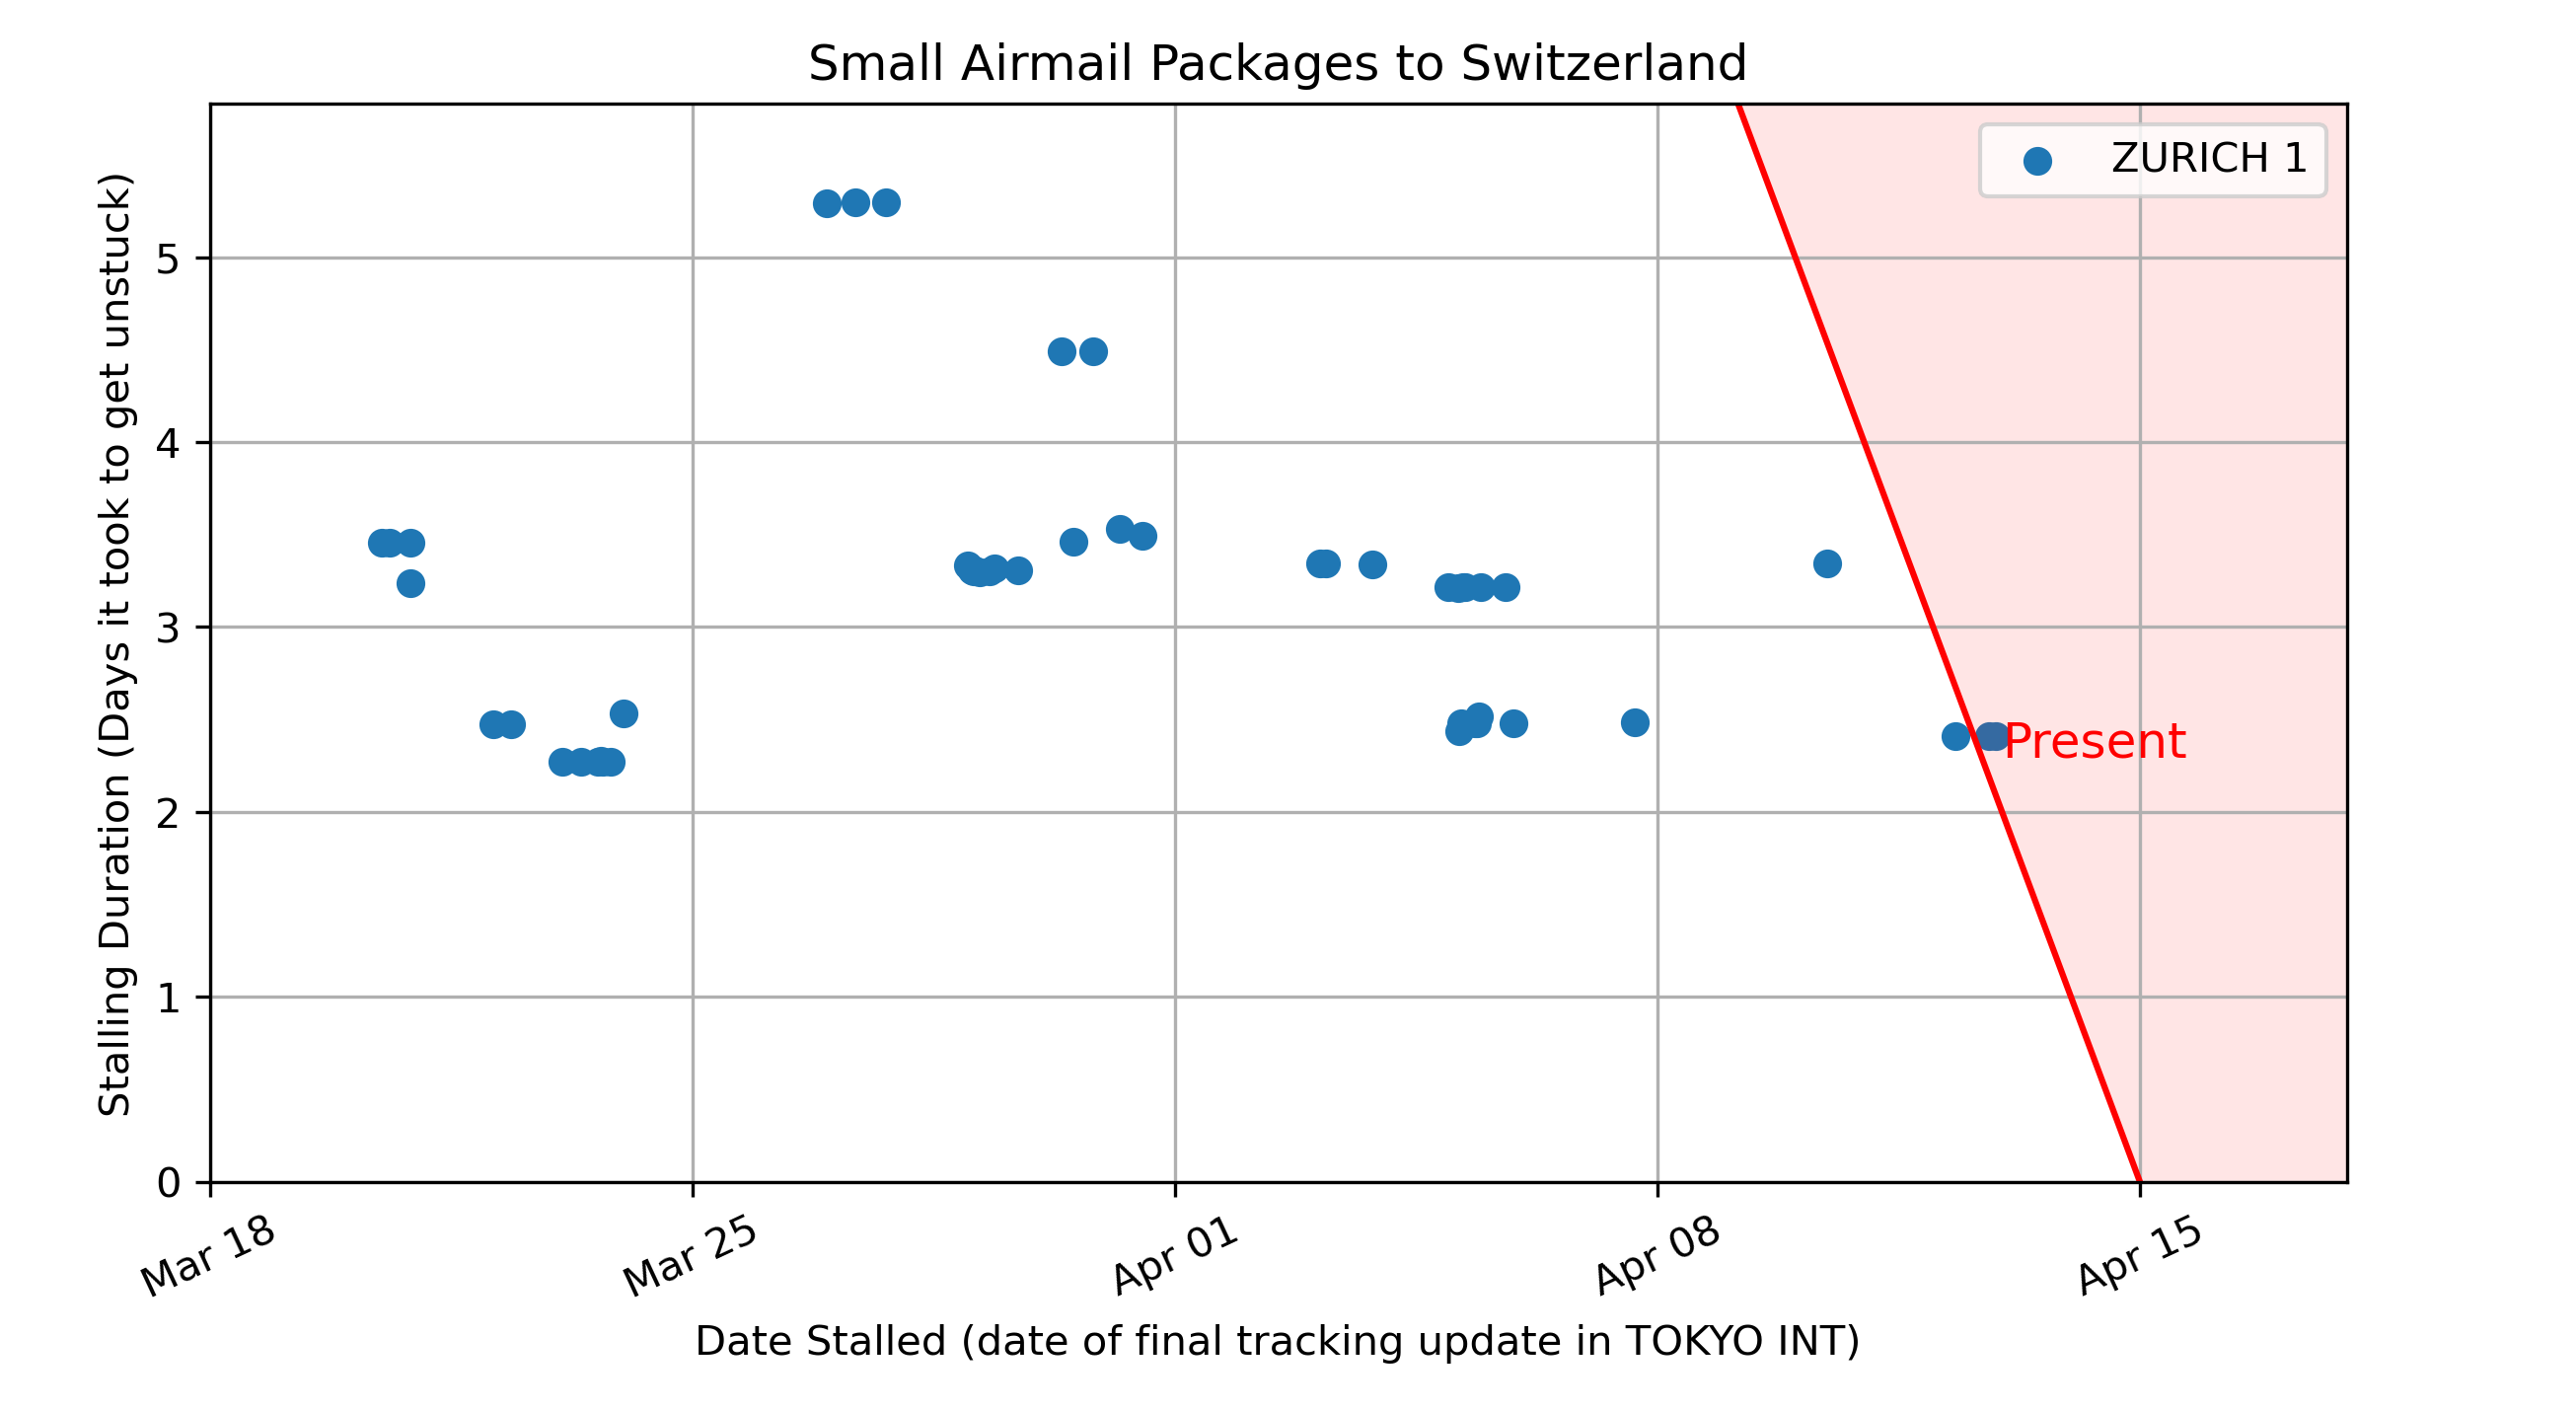 Small Airmail Packages to Switzerland
ZURICH 1
Stalling Duration (Days it took to get unstuck)
5
4
3
2
1
0
Present
Mar 18
Mar 25
Apr 01
Apr 08
Apr 15
Date Stalled (date of final tracking update in TOKYO INT)